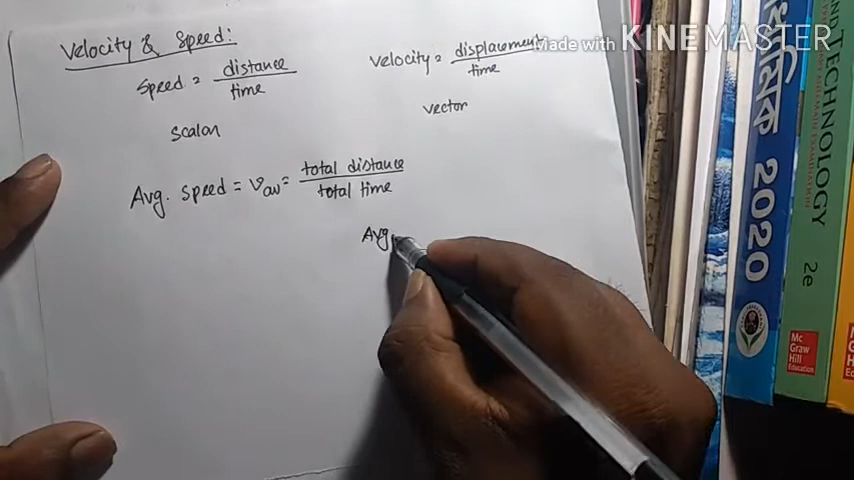 Velocity & Speed:
Speed = distance / time
Velocity = displacement / time
scalar
vector
Avg. speed = Vav = total distance / total time
Avg.
Made with KINEMASTER
2020
AND TECHNOLOGY
2e
Mc
Graw
Hill
Education